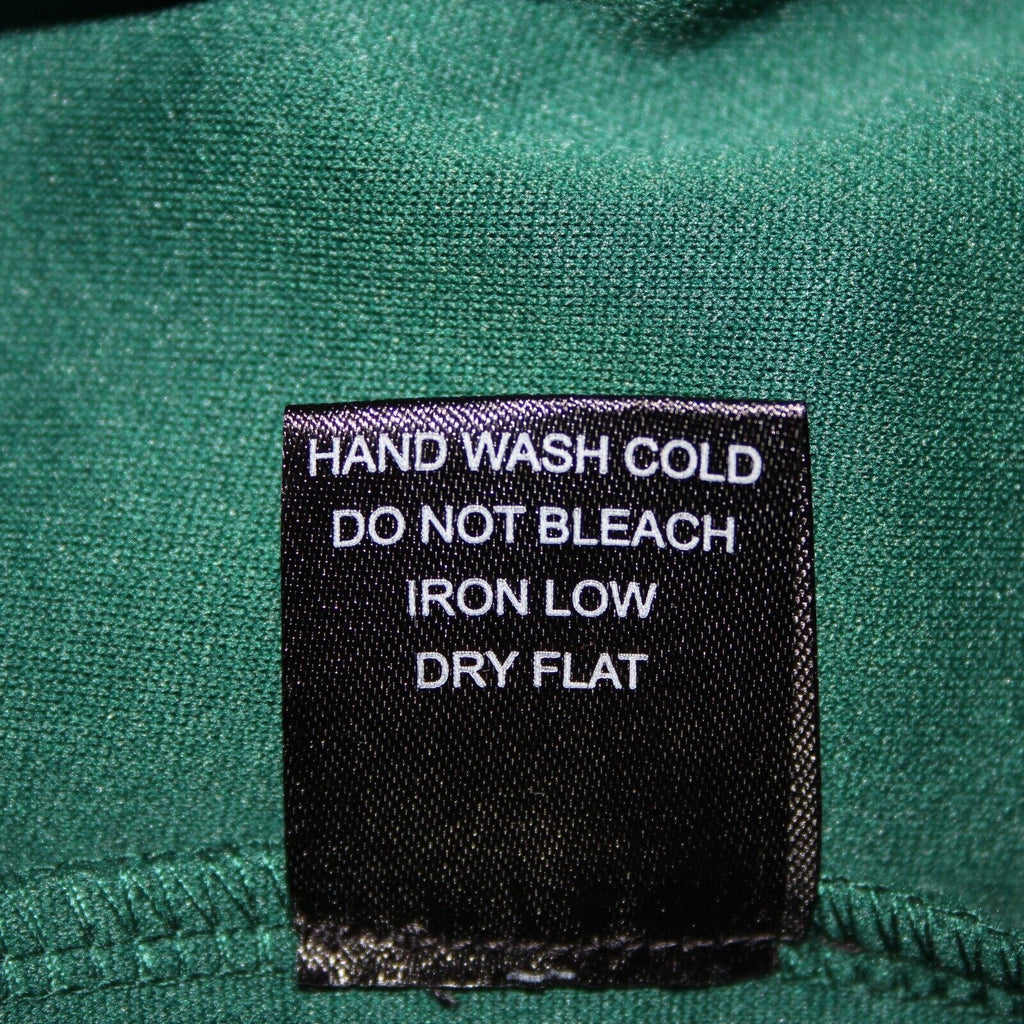 HAND WASH COLD
DO NOT BLEACH
IRON LOW
DRY FLAT